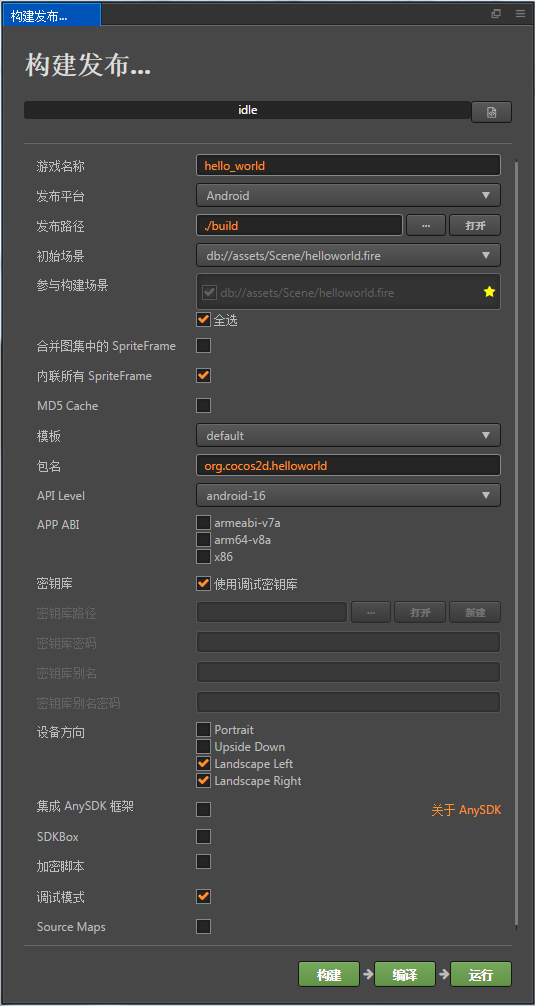 构建发布...
构建发布...
idle
游戏名称 hello_world
发布平台 Android
发布路径 ./build ... 打开
初始场景 db://assets/Scene/helloworld.fire
参与构建场景 db://assets/Scene/helloworld.fire
全选
合并图集中的 SpriteFrame
内联所有 SpriteFrame
MD5 Cache
模板 default
包名 org.cocos2d.helloworld
API Level android-16
APP ABI armeabi-v7a
arm64-v8a
x86
密钥库 使用调试密钥库
密钥库路径 ... 打开 新建
密钥库密码
密钥库别名
密钥库别名密码
设备方向 Portrait
Upside Down
Landscape Left
Landscape Right
集成 AnySDK 框架 关于 AnySDK
SDKBox
加密脚本
调试模式
Source Maps
构建 编译 运行